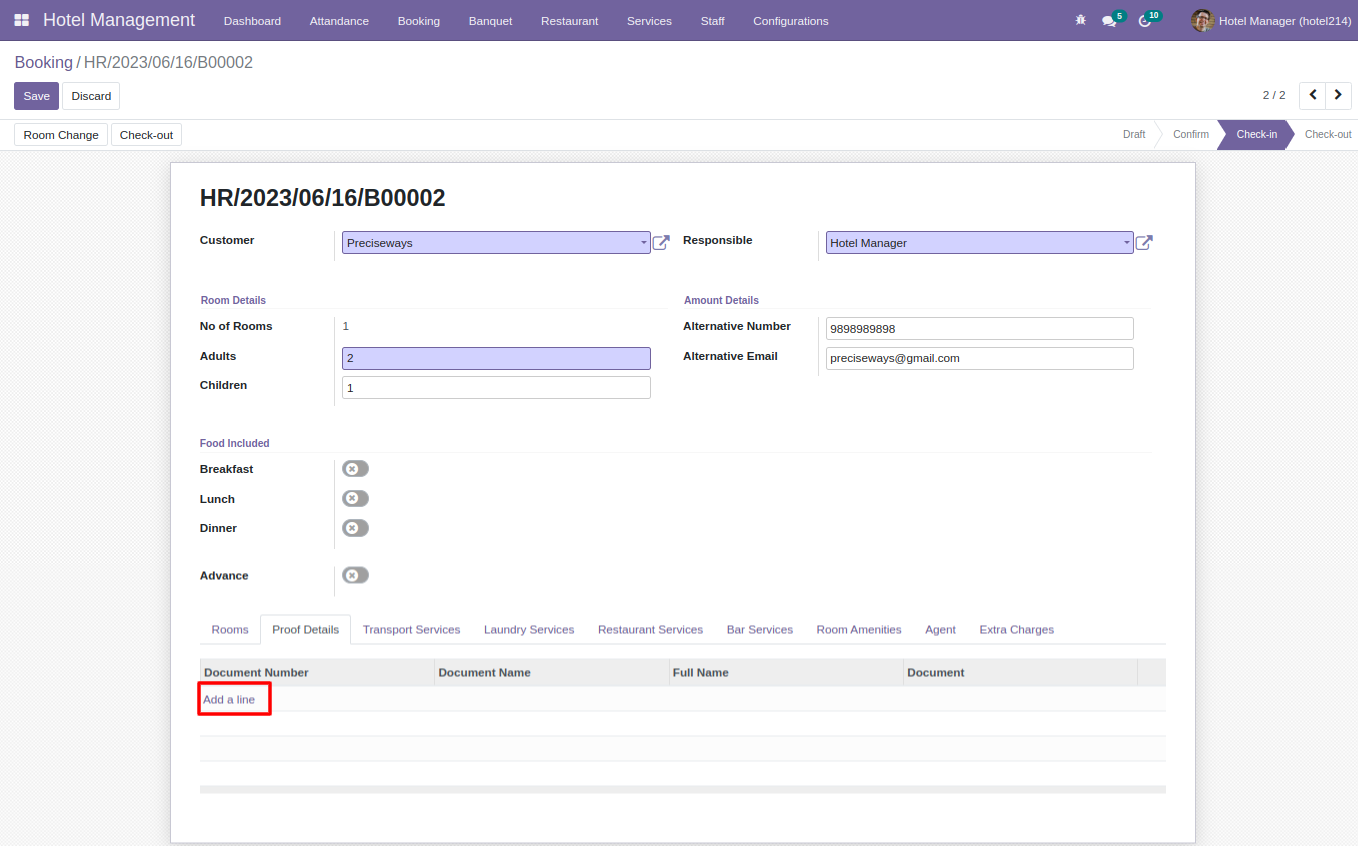 Hotel Management Dashboard Attandance Booking Banquet Restaurant Services Staff Configurations 5 10 Hotel Manager (hotel214)
Booking / HR/2023/06/16/B00002
Save Discard 2 / 2
Room Change Check-out Draft Confirm Check-in Check-out
HR/2023/06/16/B00002
Customer Preciseways Responsible Hotel Manager
Room Details Amount Details
No of Rooms 1 Alternative Number 9898989898
Adults 2 Alternative Email preciseways@gmail.com
Children 1
Food Included
Breakfast
Lunch
Dinner
Advance
Rooms Proof Details Transport Services Laundry Services Restaurant Services Bar Services Room Amenities Agent Extra Charges
Document Number Document Name Full Name Document
Add a line